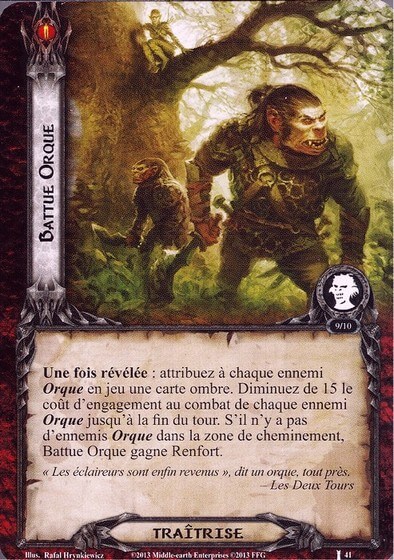 Battue Orque
9/10
Une fois révélée : attribuez à chaque ennemi
Orque en jeu une carte ombre. Diminuez de 15 le
coût d'engagement au combat de chaque ennemi
Orque jusqu'à la fin du tour. S'il n'y a pas
d'ennemis Orque dans la zone de cheminement,
Battue Orque gagne Renfort.
« Les éclaireurs sont enfin revenus », dit un orque, tout près.
– Les Deux Tours
TRAÎTRISE
Illus. Rafal Hrynkiewicz ©2013 Middle-earth Enterprises ©2013 FFG 41